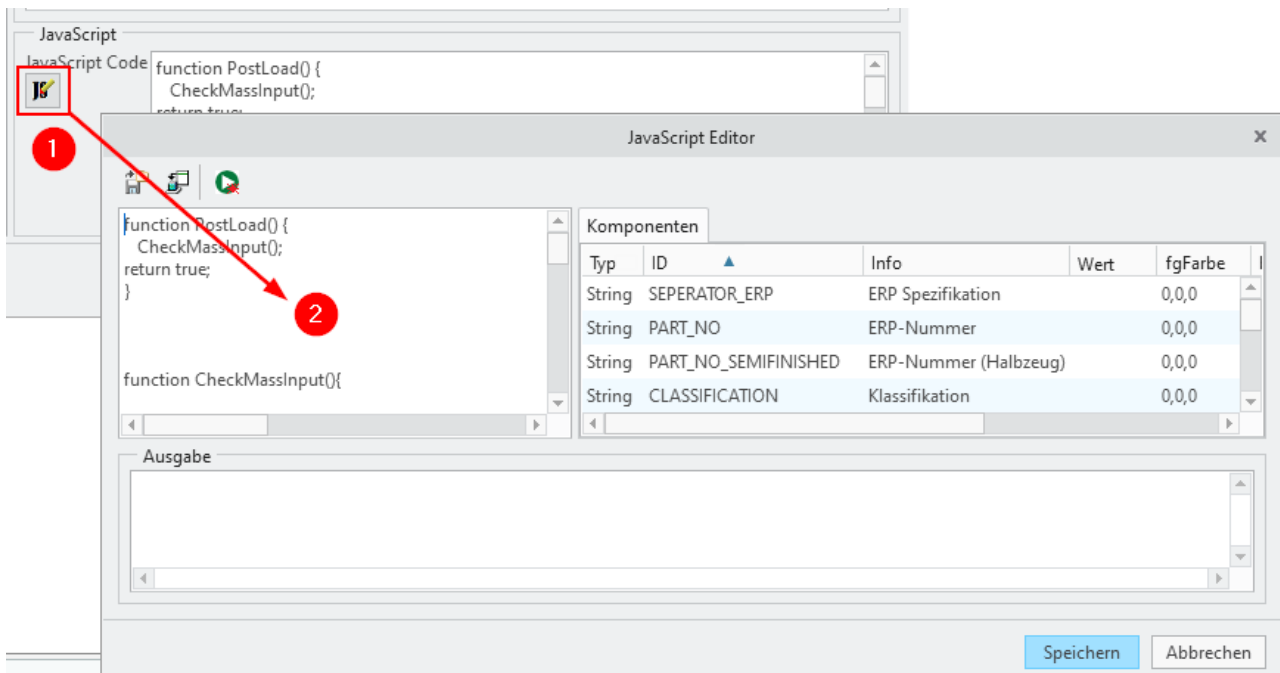 JavaScript
JavaScript Code
function PostLoad() {
CheckMassInput();
return true;
1
JavaScript Editor
x
function PostLoad() {
CheckMassInput();
return true;
}
2
function CheckMassInput(){
Komponenten
Typ ID Info Wert fgFarbe
String SEPERATOR_ERP ERP Spezifikation 0,0,0
String PART_NO ERP-Nummer 0,0,0
String PART_NO_SEMIFINISHED ERP-Nummer (Halbzeug) 0,0,0
String CLASSIFICATION Klassifikation 0,0,0
Ausgabe
Speichern Abbrechen